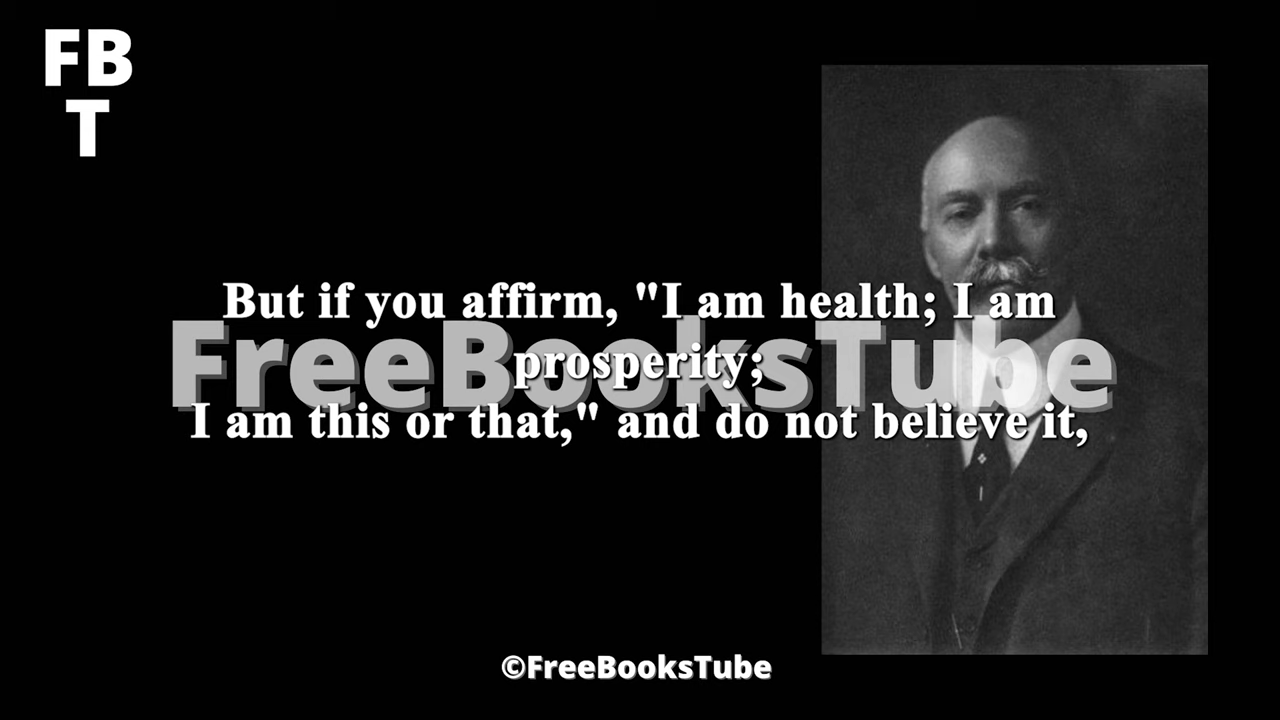 FB
T
But if you affirm, "I am health; I am
FreeBooksTube
prosperity;
I am this or that," and do not believe it,
©FreeBooksTube